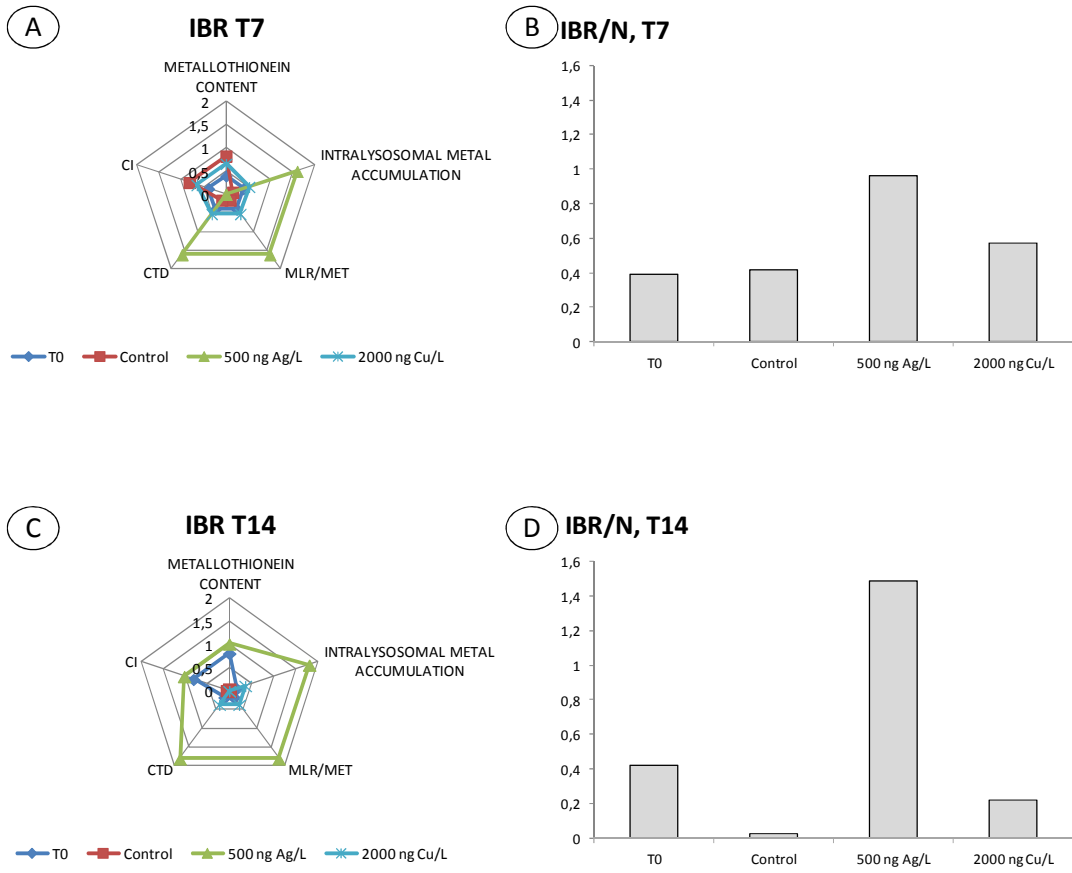 A
IBR T7
METALLOTHIONEIN
CONTENT
2
1,5
1
0,5
0
INTRALYSOSOMAL METAL
ACCUMULATION
MLR/MET
CTD
CI
T0 Control 500 ng Ag/L 2000 ng Cu/L
B
IBR/N, T7
1,6
1,4
1,2
1
0,8
0,6
0,4
0,2
0
T0 Control 500 ng Ag/L 2000 ng Cu/L
C
IBR T14
METALLOTHIONEIN
CONTENT
2
1,5
1
0,5
0
INTRALYSOSOMAL METAL
ACCUMULATION
MLR/MET
CTD
CI
T0 Control 500 ng Ag/L 2000 ng Cu/L
D
IBR/N, T14
1,6
1,4
1,2
1
0,8
0,6
0,4
0,2
0
T0 Control 500 ng Ag/L 2000 ng Cu/L